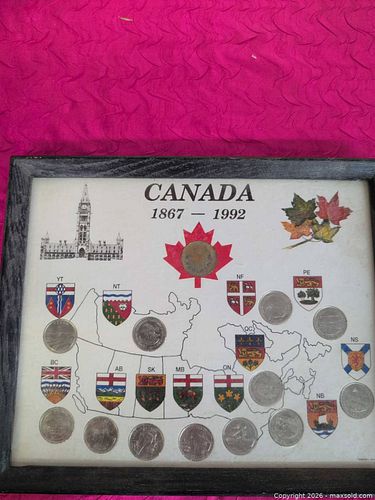 CANADA
1867 — 1992
YT
NT
NF
PE
QC
NS
BC
AB
SK
MB
ON
NB
Copyright 2026 - maxsold.com